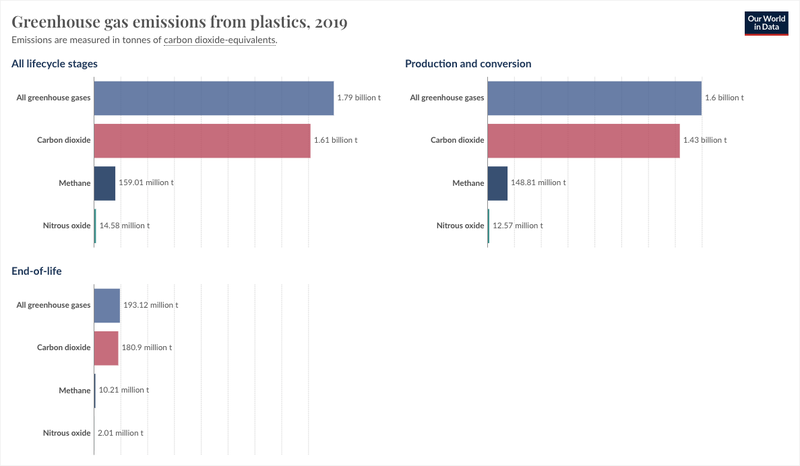 Greenhouse gas emissions from plastics, 2019
Emissions are measured in tonnes of carbon dioxide-equivalents.
Our World
in Data
All lifecycle stages
All greenhouse gases 1.79 billion t
Carbon dioxide 1.61 billion t
Methane 159.01 million t
Nitrous oxide 14.58 million t
Production and conversion
All greenhouse gases 1.6 billion t
Carbon dioxide 1.43 billion t
Methane 148.81 million t
Nitrous oxide 12.57 million t
End-of-life
All greenhouse gases 193.12 million t
Carbon dioxide 180.9 million t
Methane 10.21 million t
Nitrous oxide 2.01 million t